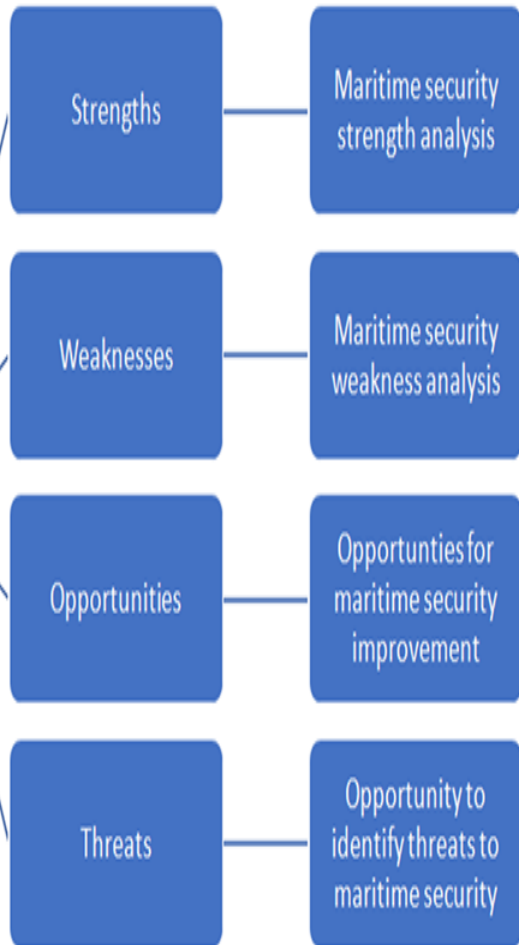 Strengths
Maritime security
strength analysis
Weaknesses
Maritime security
weakness analysis
Opportunities
Opportunties for
maritime security
improvement
Threats
Opportunity to
identify threats to
maritime security